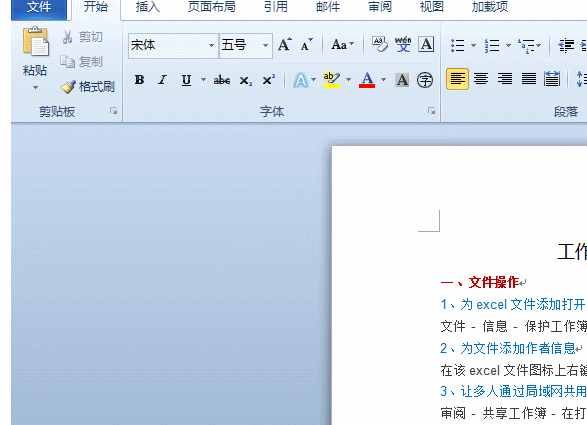 文件 开始 插入 页面布局 引用 邮件 审阅 视图 加载项
剪切
复制
粘贴
格式刷
宋体 五号 A A Aa wén 文 A
B I U abc x₂ x² A ab A A 字
剪贴板 字体 段落
工作
一、文件操作
1、为 excel 文件添加打开
文件 - 信息 - 保护工作簿
2、为文件添加作者信息
在该 excel 文件图标上右键
3、让多人通过局域网共用
审阅 - 共享工作簿 - 在打